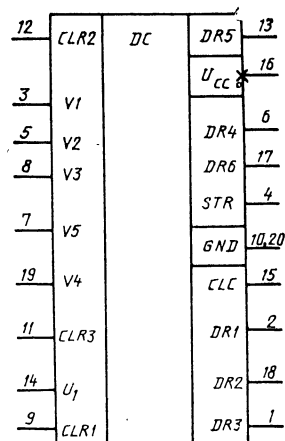 12 CLR2 DC DR5 13
U_CC 16
3 V1
DR4 6
5 V2
8 V3 DR6 17
STR 4
7 V5
GND 10,20
19 V4 CLC 15
11 CLR3 DR1 2
14 U_1 DR2 18
9 CLR1 DR3 1